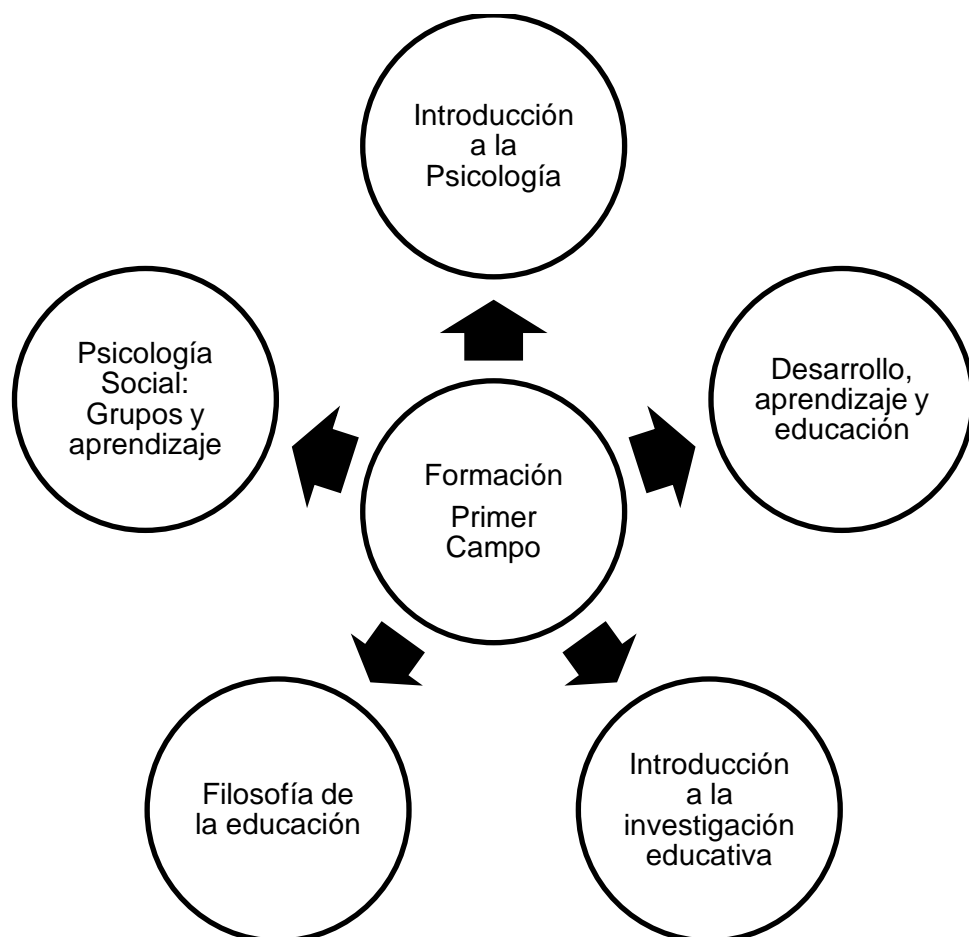 Introducción
a la
Psicología
Psicología
Social:
Grupos y
aprendizaje
Desarrollo,
aprendizaje y
educación
Formación
Primer
Campo
Filosofía de
la educación
Introducción
a la
investigación
educativa